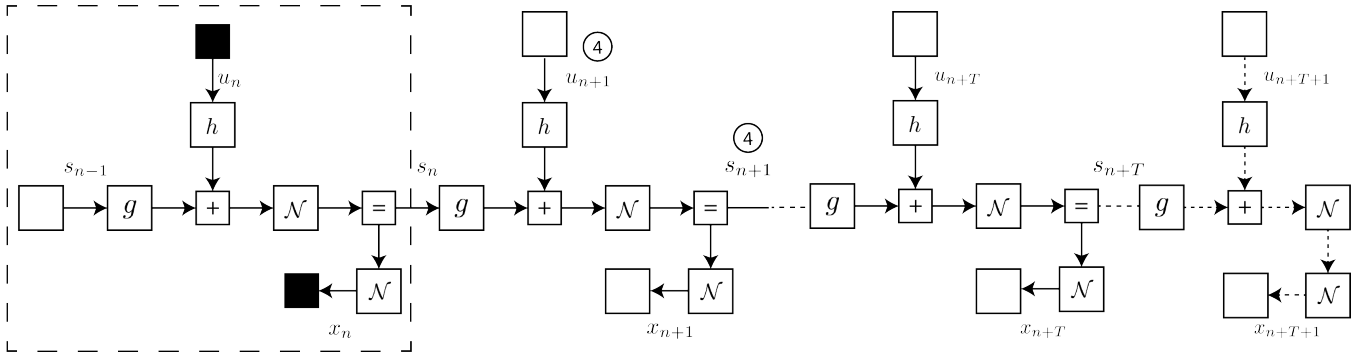 ④
u_n u_{n+1} u_{n+T} u_{n+T+1}
h h h h
④
s_{n-1} s_n s_{n+1} s_{n+T}
g + 𝒩 = g + 𝒩 = g + 𝒩 = g + 𝒩
𝒩 𝒩 𝒩 𝒩
x_n x_{n+1} x_{n+T} x_{n+T+1}